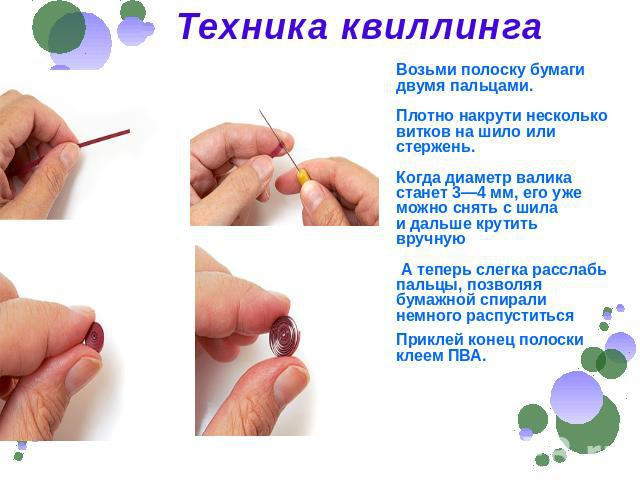 Техника квиллинга
Возьми полоску бумаги
двумя пальцами.
Плотно накрути несколько
витков на шило или
стержень.
Когда диаметр валика
станет 3—4 мм, его уже
можно снять с шила
и дальше крутить
вручную
А теперь слегка расслабь
пальцы, позволяя
бумажной спирали
немного распуститься
Приклей конец полоски
клеем ПВА.